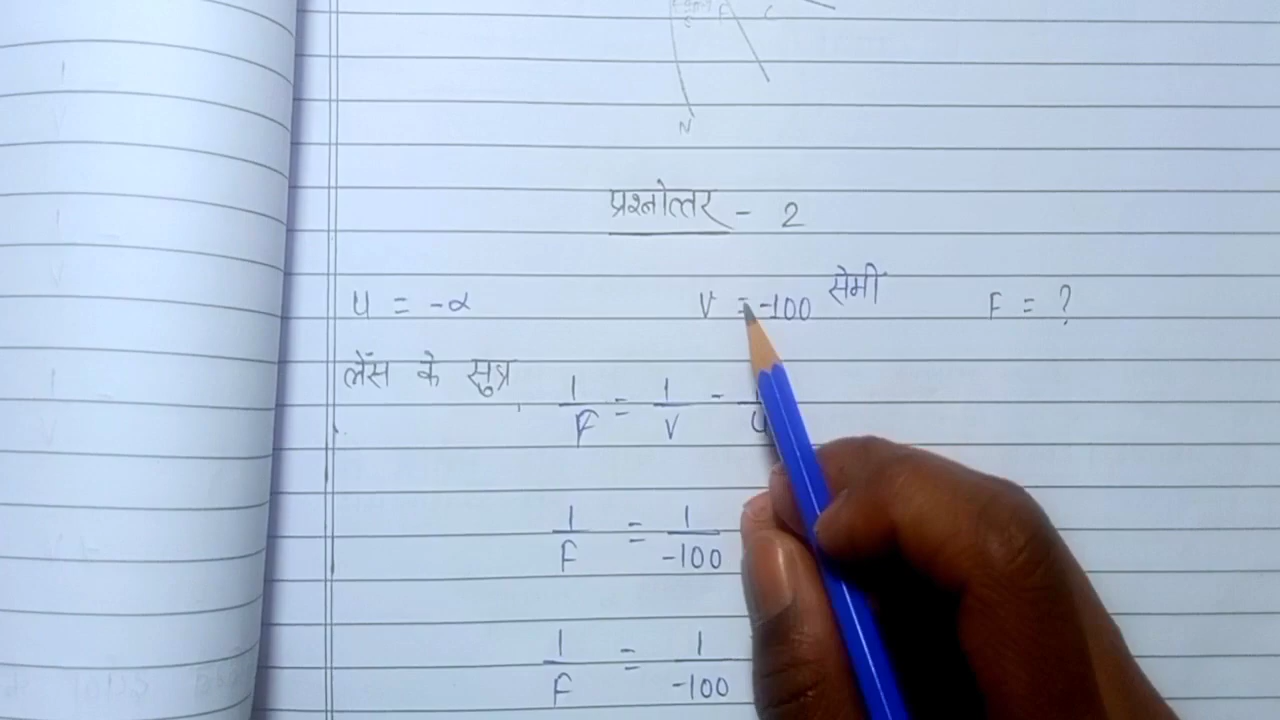 N
प्रश्नोत्तर - 2
u = -α V = -100 सेमी F = ?
लेंस के सुत्र, 1/F = 1/V - 1/u
1/F = 1/-100
1/F = 1/-100